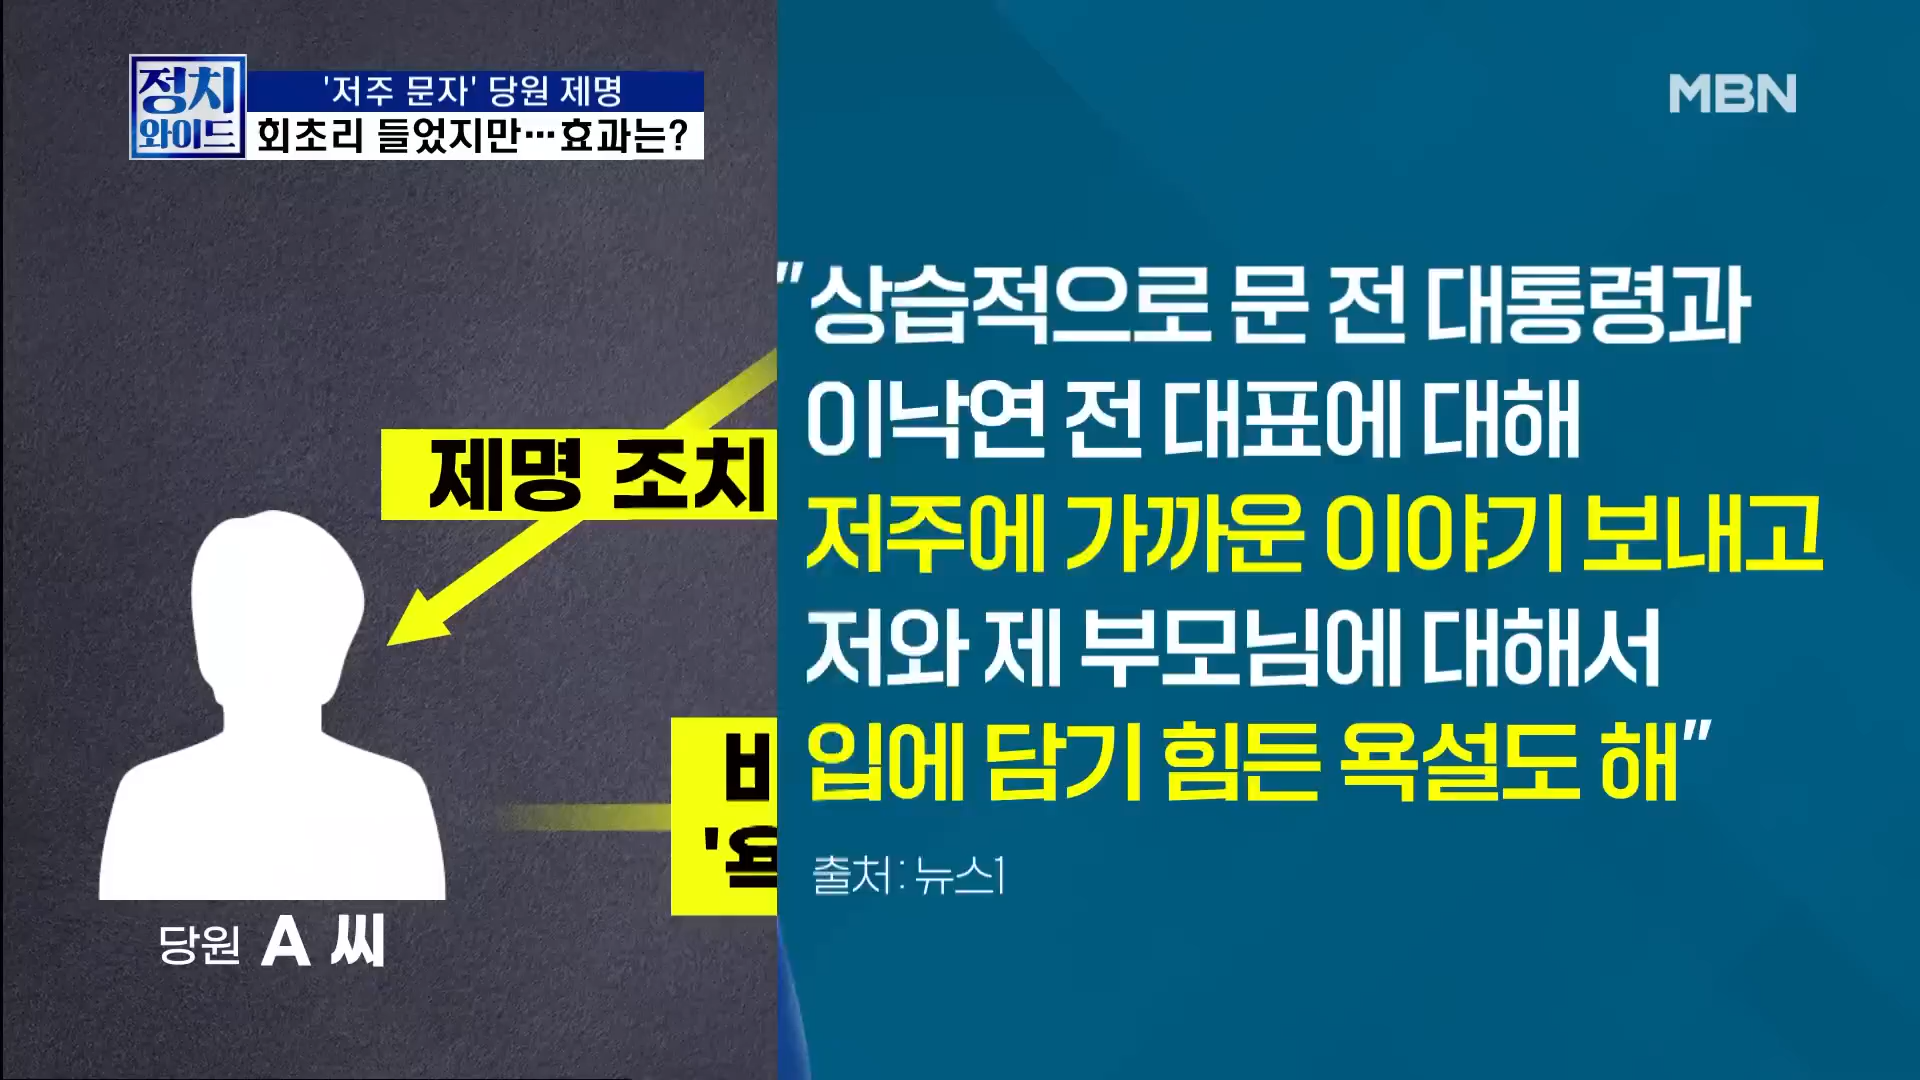 정치
와이드
'저주 문자' 당원 제명
회초리 들었지만…효과는?
MBN
제명 조치
당원 A 씨
"상습적으로 문 전 대통령과
이낙연 전 대표에 대해
저주에 가까운 이야기 보내고
저와 제 부모님에 대해서
입에 담기 힘든 욕설도 해"
출처 : 뉴스1